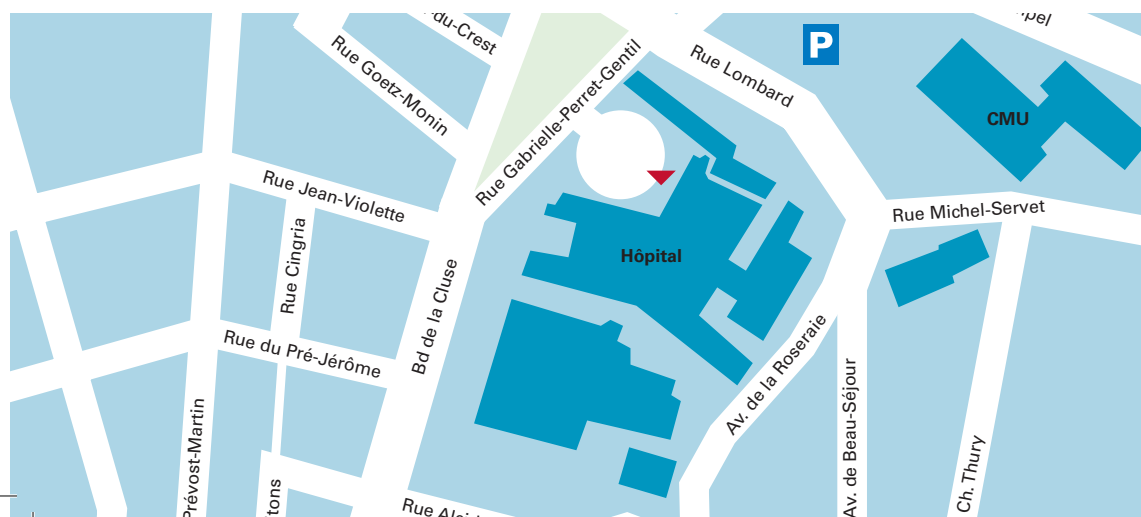 du-Crest
Rue Goetz-Monin
Rue Gabrielle-Perret-Gentil
Rue Lombard
P
CMU
Rue Jean-Violette
Rue Cingria
Rue Michel-Servet
Hôpital
Bd de la Cluse
Rue du Pré-Jérôme
Av. de la Roseraie
Av. de Beau-Séjour
Prévost-Martin
Ch. Thury
Rue